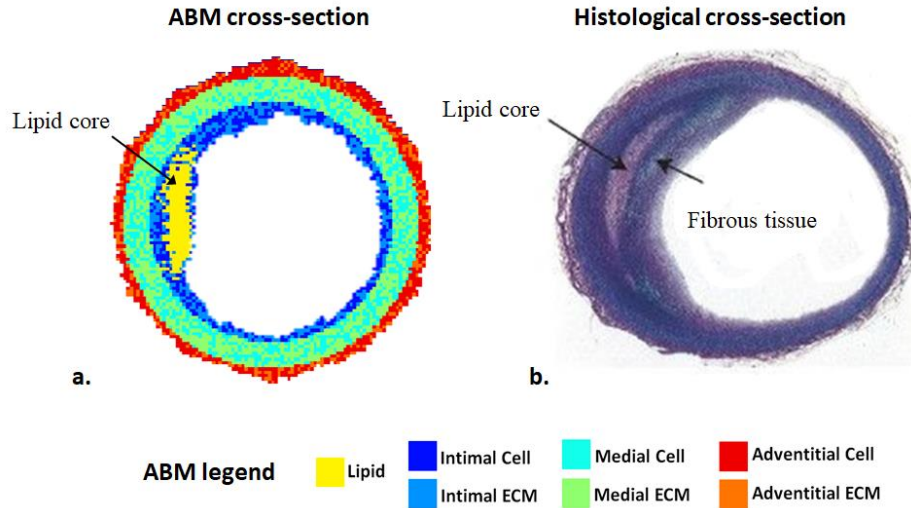 ABM cross-section
Histological cross-section
Lipid core
Lipid core
Fibrous tissue
a.
b.
ABM legend
Lipid
Intimal Cell
Medial Cell
Adventitial Cell
Intimal ECM
Medial ECM
Adventitial ECM